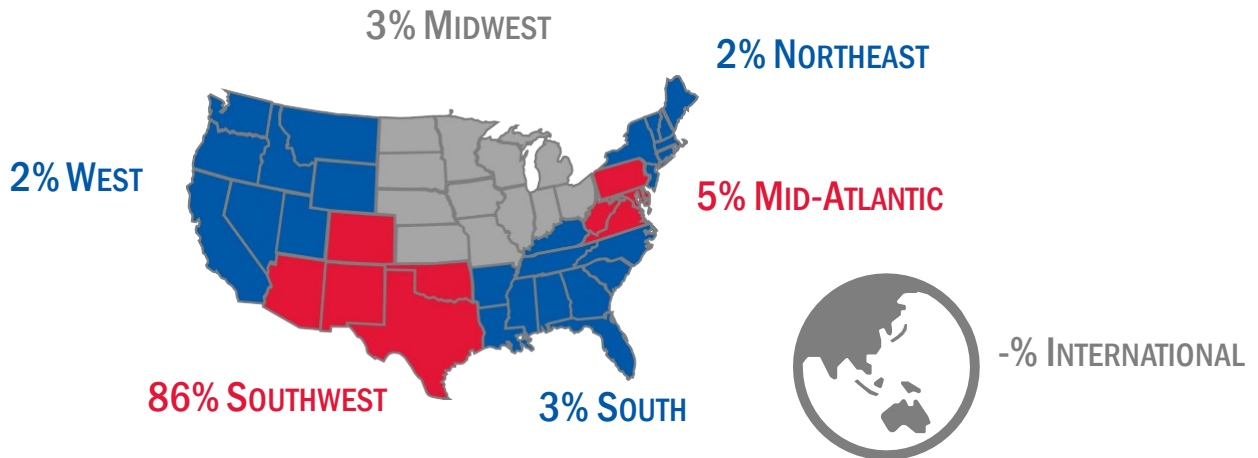 3% MIDWEST
2% NORTHEAST
2% WEST
5% MID-ATLANTIC
-% INTERNATIONAL
86% SOUTHWEST
3% SOUTH